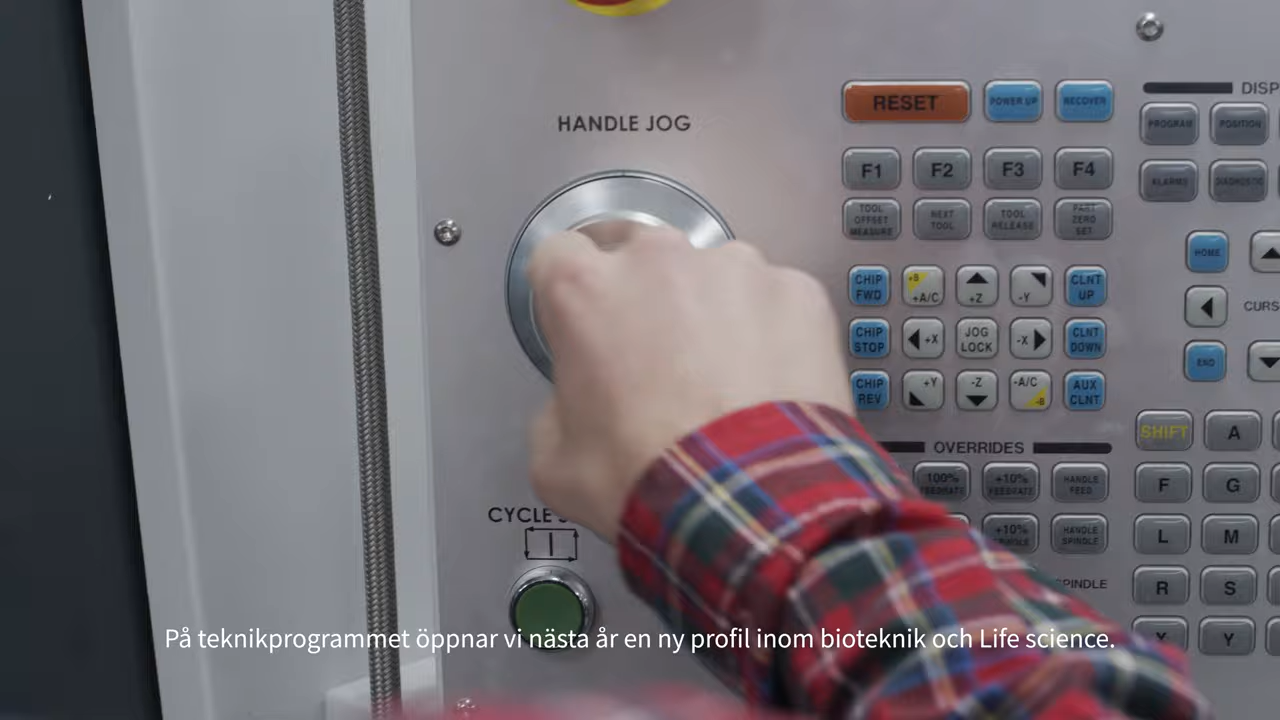 HANDLE JOG
RESET
POWER UP
RECOVER
DISP
PROGRAM
POSITION
F1
F2
F3
F4
ALARMS
DIAGNOSTIC
TOOL
OFFSET
MEASURE
NEXT
TOOL
TOOL
RELEASE
PART
ZERO
SET
HOME
CHIP
FWD
+B
+A/C
+Z
-Y
CLNT
UP
CHIP
STOP
+X
JOG
LOCK
-X
CLNT
DOWN
CURS
END
CHIP
REV
+Y
-Z
-A/C
-B
AUX
CLNT
OVERRIDES
SHIFT
A
100%
FEEDRATE
+10%
FEEDRATE
HANDLE
FEED
F
G
CYCLE
+10%
HANDLE
SPINDLE
L
M
SPINDLE
R
S
På teknikprogrammet öppnar vi nästa år en ny profil inom bioteknik och Life science.
X
Y